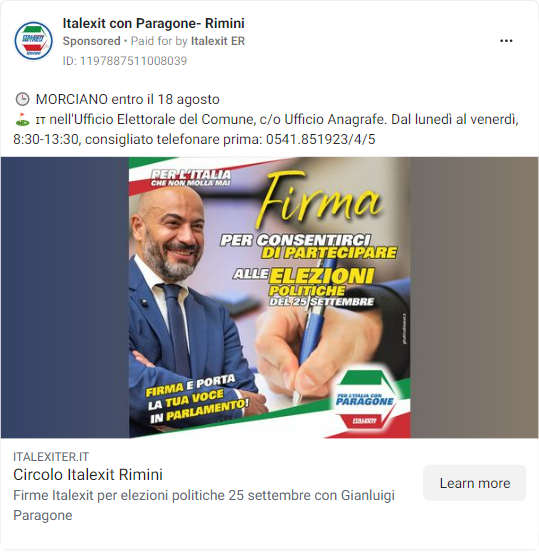 Italexit con Paragone- Rimini
Sponsored • Paid for by Italexit ER
ID: 1197887511008039
🕒 MORCIANO entro il 18 agosto
⛳ ɪᴛ nell'Ufficio Elettorale del Comune, c/o Ufficio Anagrafe. Dal lunedì al venerdì,
8:30-13:30, consigliato telefonare prima: 0541.851923/4/5
PER L'ITALIA
CHE NON MOLLA MAI
Firma
PER CONSENTIRCI
DI PARTECIPARE
ALLE ELEZIONI
POLITICHE
DEL 25 SETTEMBRE
FIRMA E PORTA
LA TUA VOCE
IN PARLAMENTO!
PER L'ITALIA CON
PARAGONE
ITALEXIT
ITALEXITER.IT
Circolo Italexit Rimini
Firme Italexit per elezioni politiche 25 settembre con Gianluigi
Paragone
Learn more